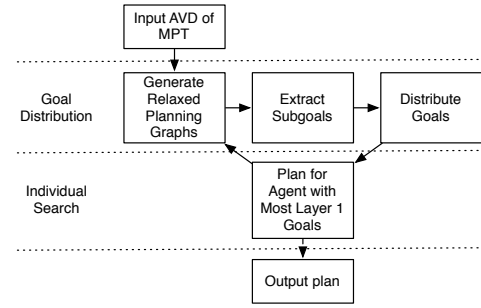 Input AVD of
MPT
Goal
Distribution
Generate
Relaxed
Planning
Graphs
Extract
Subgoals
Distribute
Goals
Individual
Search
Plan for
Agent with
Most Layer 1
Goals
Output plan